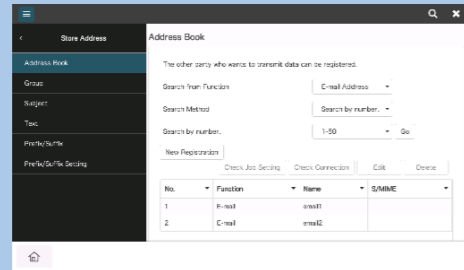 Store Address
Address Book
Address Book
Group
Subject
Text
Prefix/Suffix
Prefix/Suffix Setting
The other party who wants to transmit data can be registered.
Search from Function
E-mail Address
Search Method
Search by number.
Search by number.
1-50
Go
New Registration
Check Job Setting
Check Connection
Edit
Delete
No. Function Name S/MIME
1 E-mail email1
2 E-mail email2